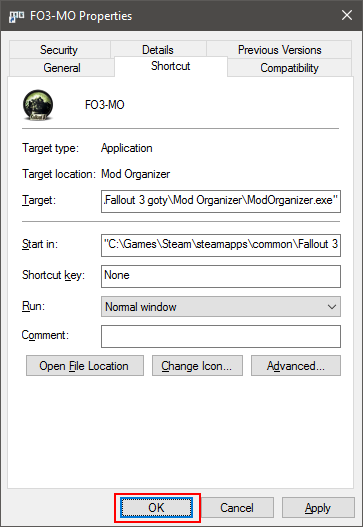 FO3-MO Properties
Security Details Previous Versions
General Shortcut Compatibility
FO3-MO
Target type: Application
Target location: Mod Organizer
Target: .Fallout 3 goty\Mod Organizer\ModOrganizer.exe"
Start in: "C:\Games\Steam\steamapps\common\Fallout 3
Shortcut key: None
Run: Normal window
Comment:
Open File Location Change Icon... Advanced...
OK Cancel Apply